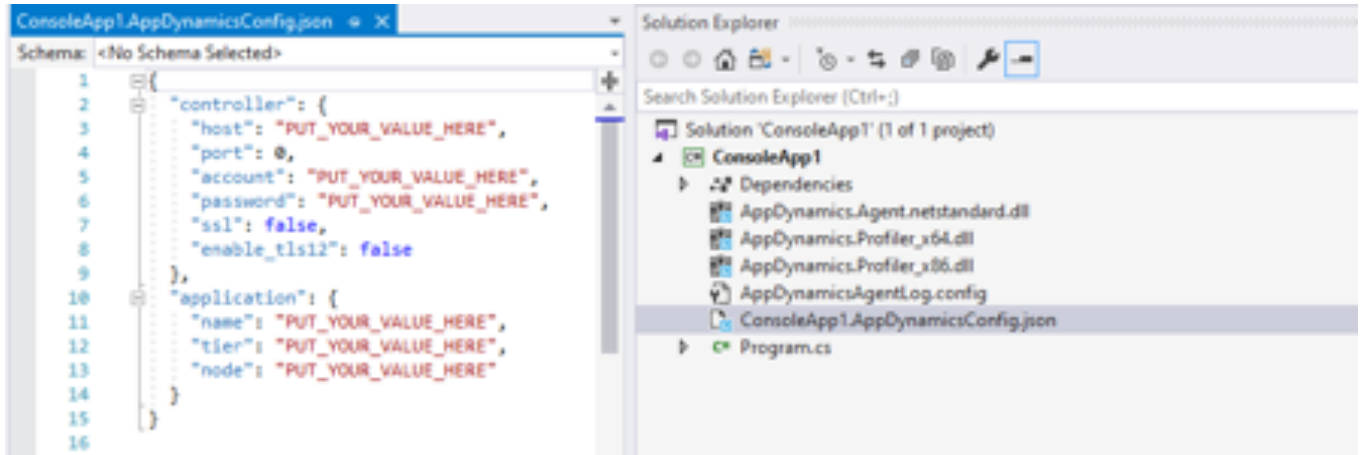 ConsoleApp1.AppDynamicsConfig.json
Schema: <No Schema Selected>
1 {
2 "controller": {
3 "host": "PUT_YOUR_VALUE_HERE",
4 "port": 0,
5 "account": "PUT_YOUR_VALUE_HERE",
6 "password": "PUT_YOUR_VALUE_HERE",
7 "ssl": false,
8 "enable_tls12": false
9 },
10 "application": {
11 "name": "PUT_YOUR_VALUE_HERE",
12 "tier": "PUT_YOUR_VALUE_HERE",
13 "node": "PUT_YOUR_VALUE_HERE"
14 }
15 }
16
Solution Explorer
Search Solution Explorer (Ctrl+;)
Solution 'ConsoleApp1' (1 of 1 project)
C# ConsoleApp1
Dependencies
AppDynamics.Agent.netstandard.dll
AppDynamics.Profiler_x64.dll
AppDynamics.Profiler_x86.dll
AppDynamicsAgentLog.config
ConsoleApp1.AppDynamicsConfig.json
C# Program.cs